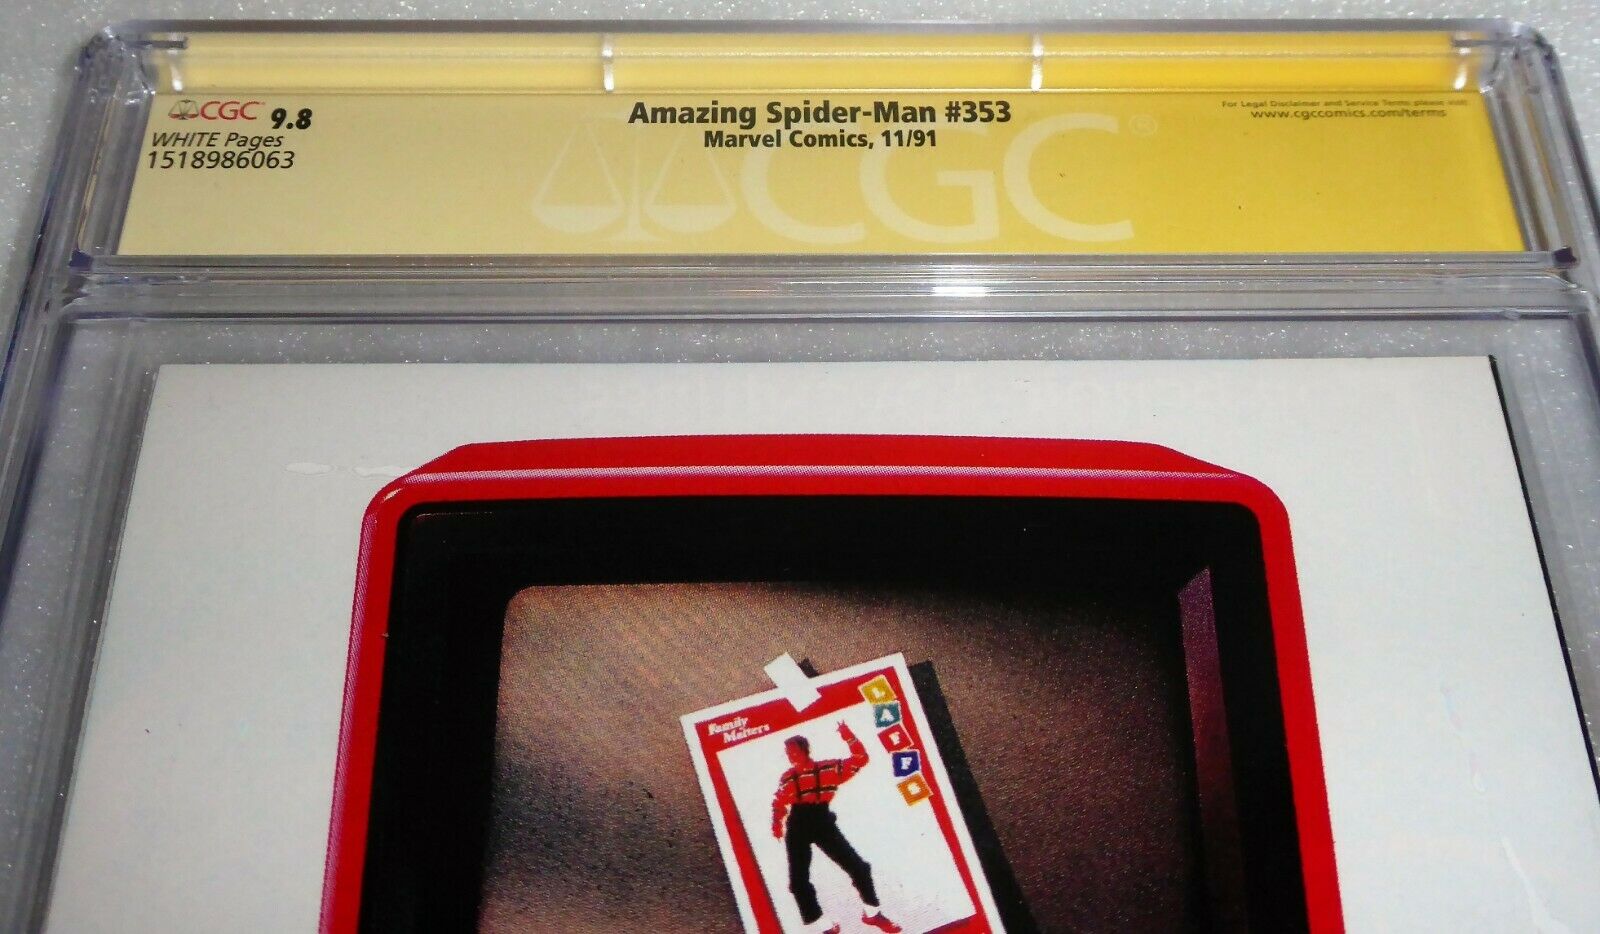 CGC 9.8
WHITE Pages
1518986063
Amazing Spider-Man #353
Marvel Comics, 11/91
For Legal Disclaimer and Service Terms please visit
www.cgccomics.com/terms
CGC®
Family
Matters
L
A
F
F
S